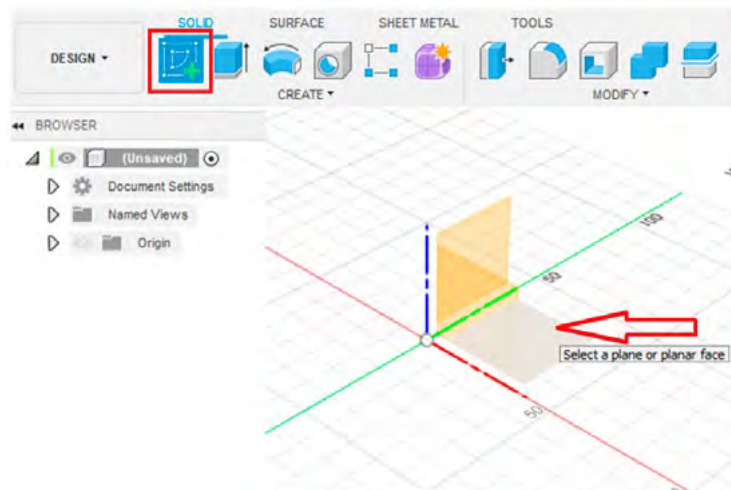 SOLID SURFACE SHEET METAL TOOLS
DESIGN
CREATE MODIFY
BROWSER
(Unsaved)
Document Settings
Named Views
Origin
100
50
Select a plane or planar face
50